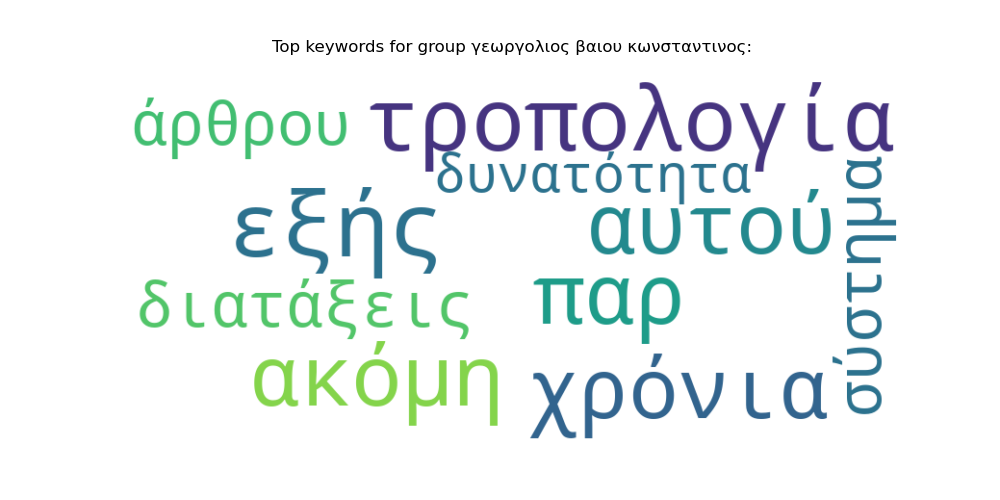 Top keywords for group γεωργολιος βαιου κωνσταντινος:
άρθρου
τροπολογία
δυνατότητα
εξής
αυτού
σύστημα
διατάξεις
παρ
ακόμη
χρόνια